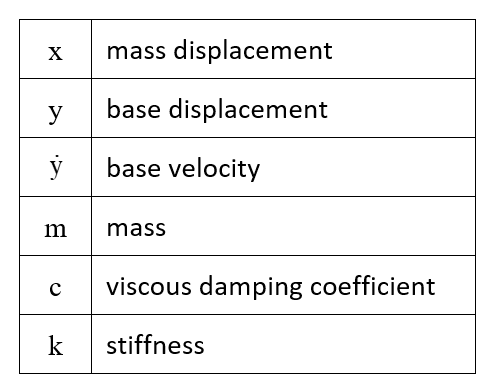 x mass displacement
y base displacement
ẏ base velocity
m mass
c viscous damping coefficient
k stiffness